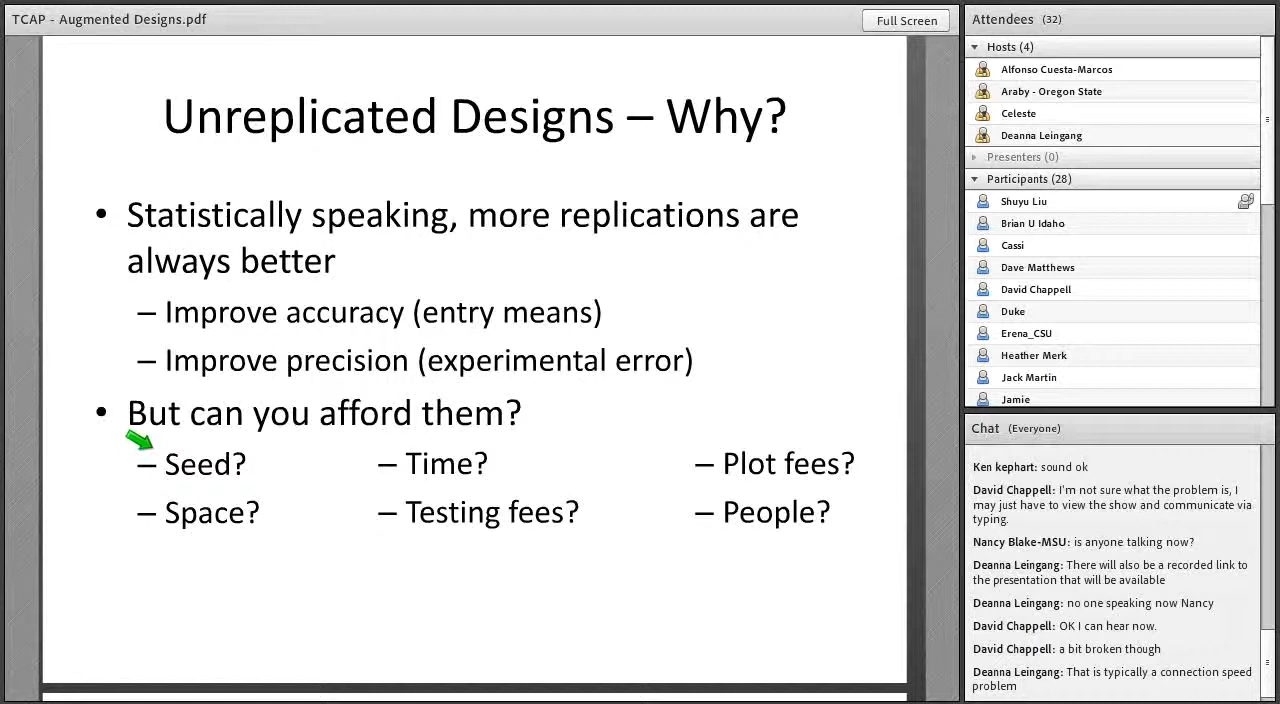 TCAP - Augmented Designs.pdf
Full Screen
Unreplicated Designs – Why?
• Statistically speaking, more replications are
always better
– Improve accuracy (entry means)
– Improve precision (experimental error)
• But can you afford them?
– Seed? – Time? – Plot fees?
– Space? – Testing fees? – People?
Attendees (32)
Hosts (4)
Alfonso Cuesta-Marcos
Araby - Oregon State
Celeste
Deanna Leingang
Presenters (0)
Participants (28)
Shuyu Liu
Brian U Idaho
Cassi
Dave Matthews
David Chappell
Duke
Erena_CSU
Heather Merk
Jack Martin
Jamie
Chat (Everyone)
Ken kephart: sound ok
David Chappell: I'm not sure what the problem is, I
may just have to view the show and communicate via
typing.
Nancy Blake-MSU: is anyone talking now?
Deanna Leingang: There will also be a recorded link to
the presentation that will be available
Deanna Leingang: no one speaking now Nancy
David Chappell: OK I can hear now.
David Chappell: a bit broken though
Deanna Leingang: That is typically a connection speed
problem